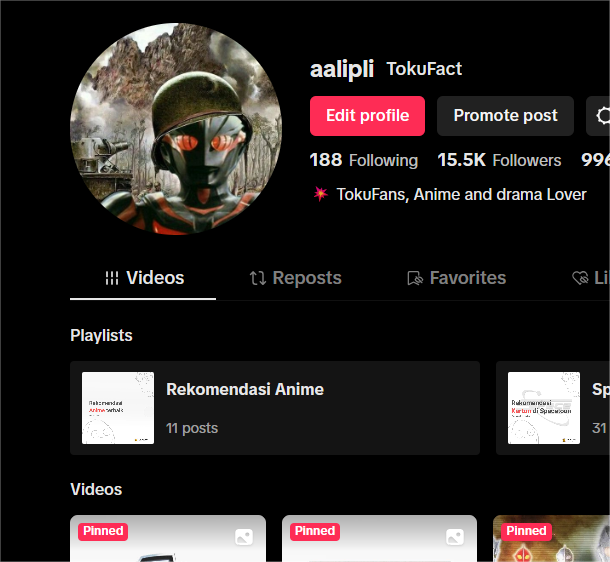 aalipli TokuFact
Edit profile
Promote post
188 Following 15.5K Followers 996
TokuFans, Anime and drama Lover
Videos
Reposts
Favorites
Li
Playlists
Rekomendasi
Anime terbaik
Rekomendasi Anime
11 posts
Rekomendasi
Kartun di Spacetoon
Sp
31
Videos
Pinned
Pinned
Pinned